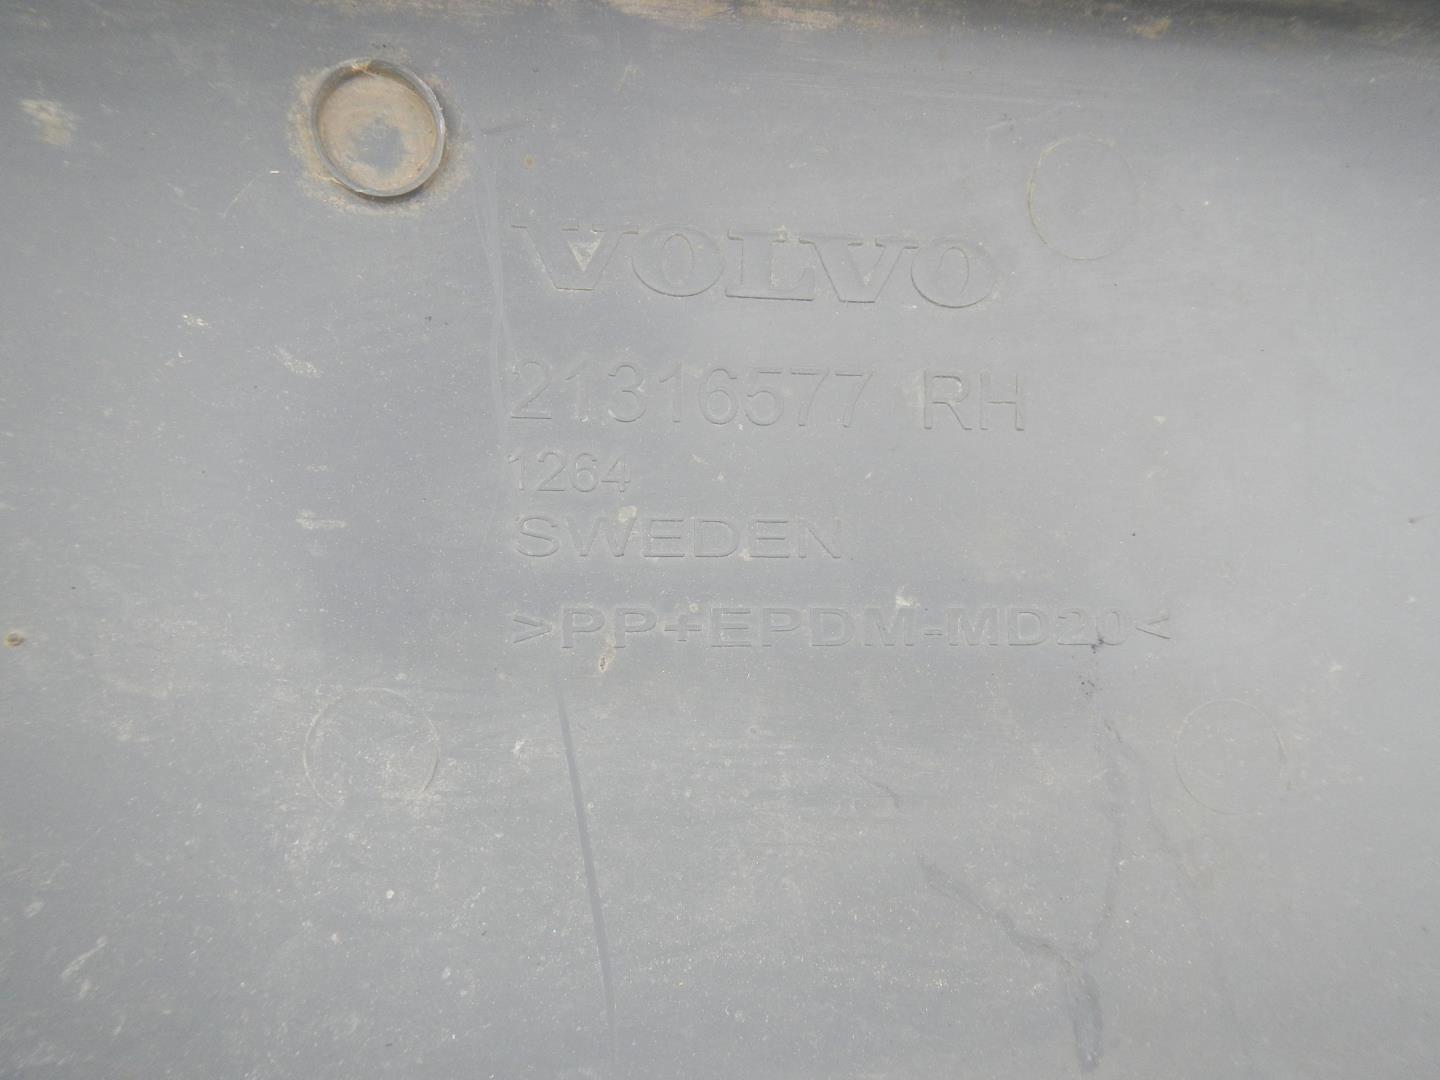 VOLVO
21316577 RH
1264
SWEDEN
>PP+EPDM-MD20<